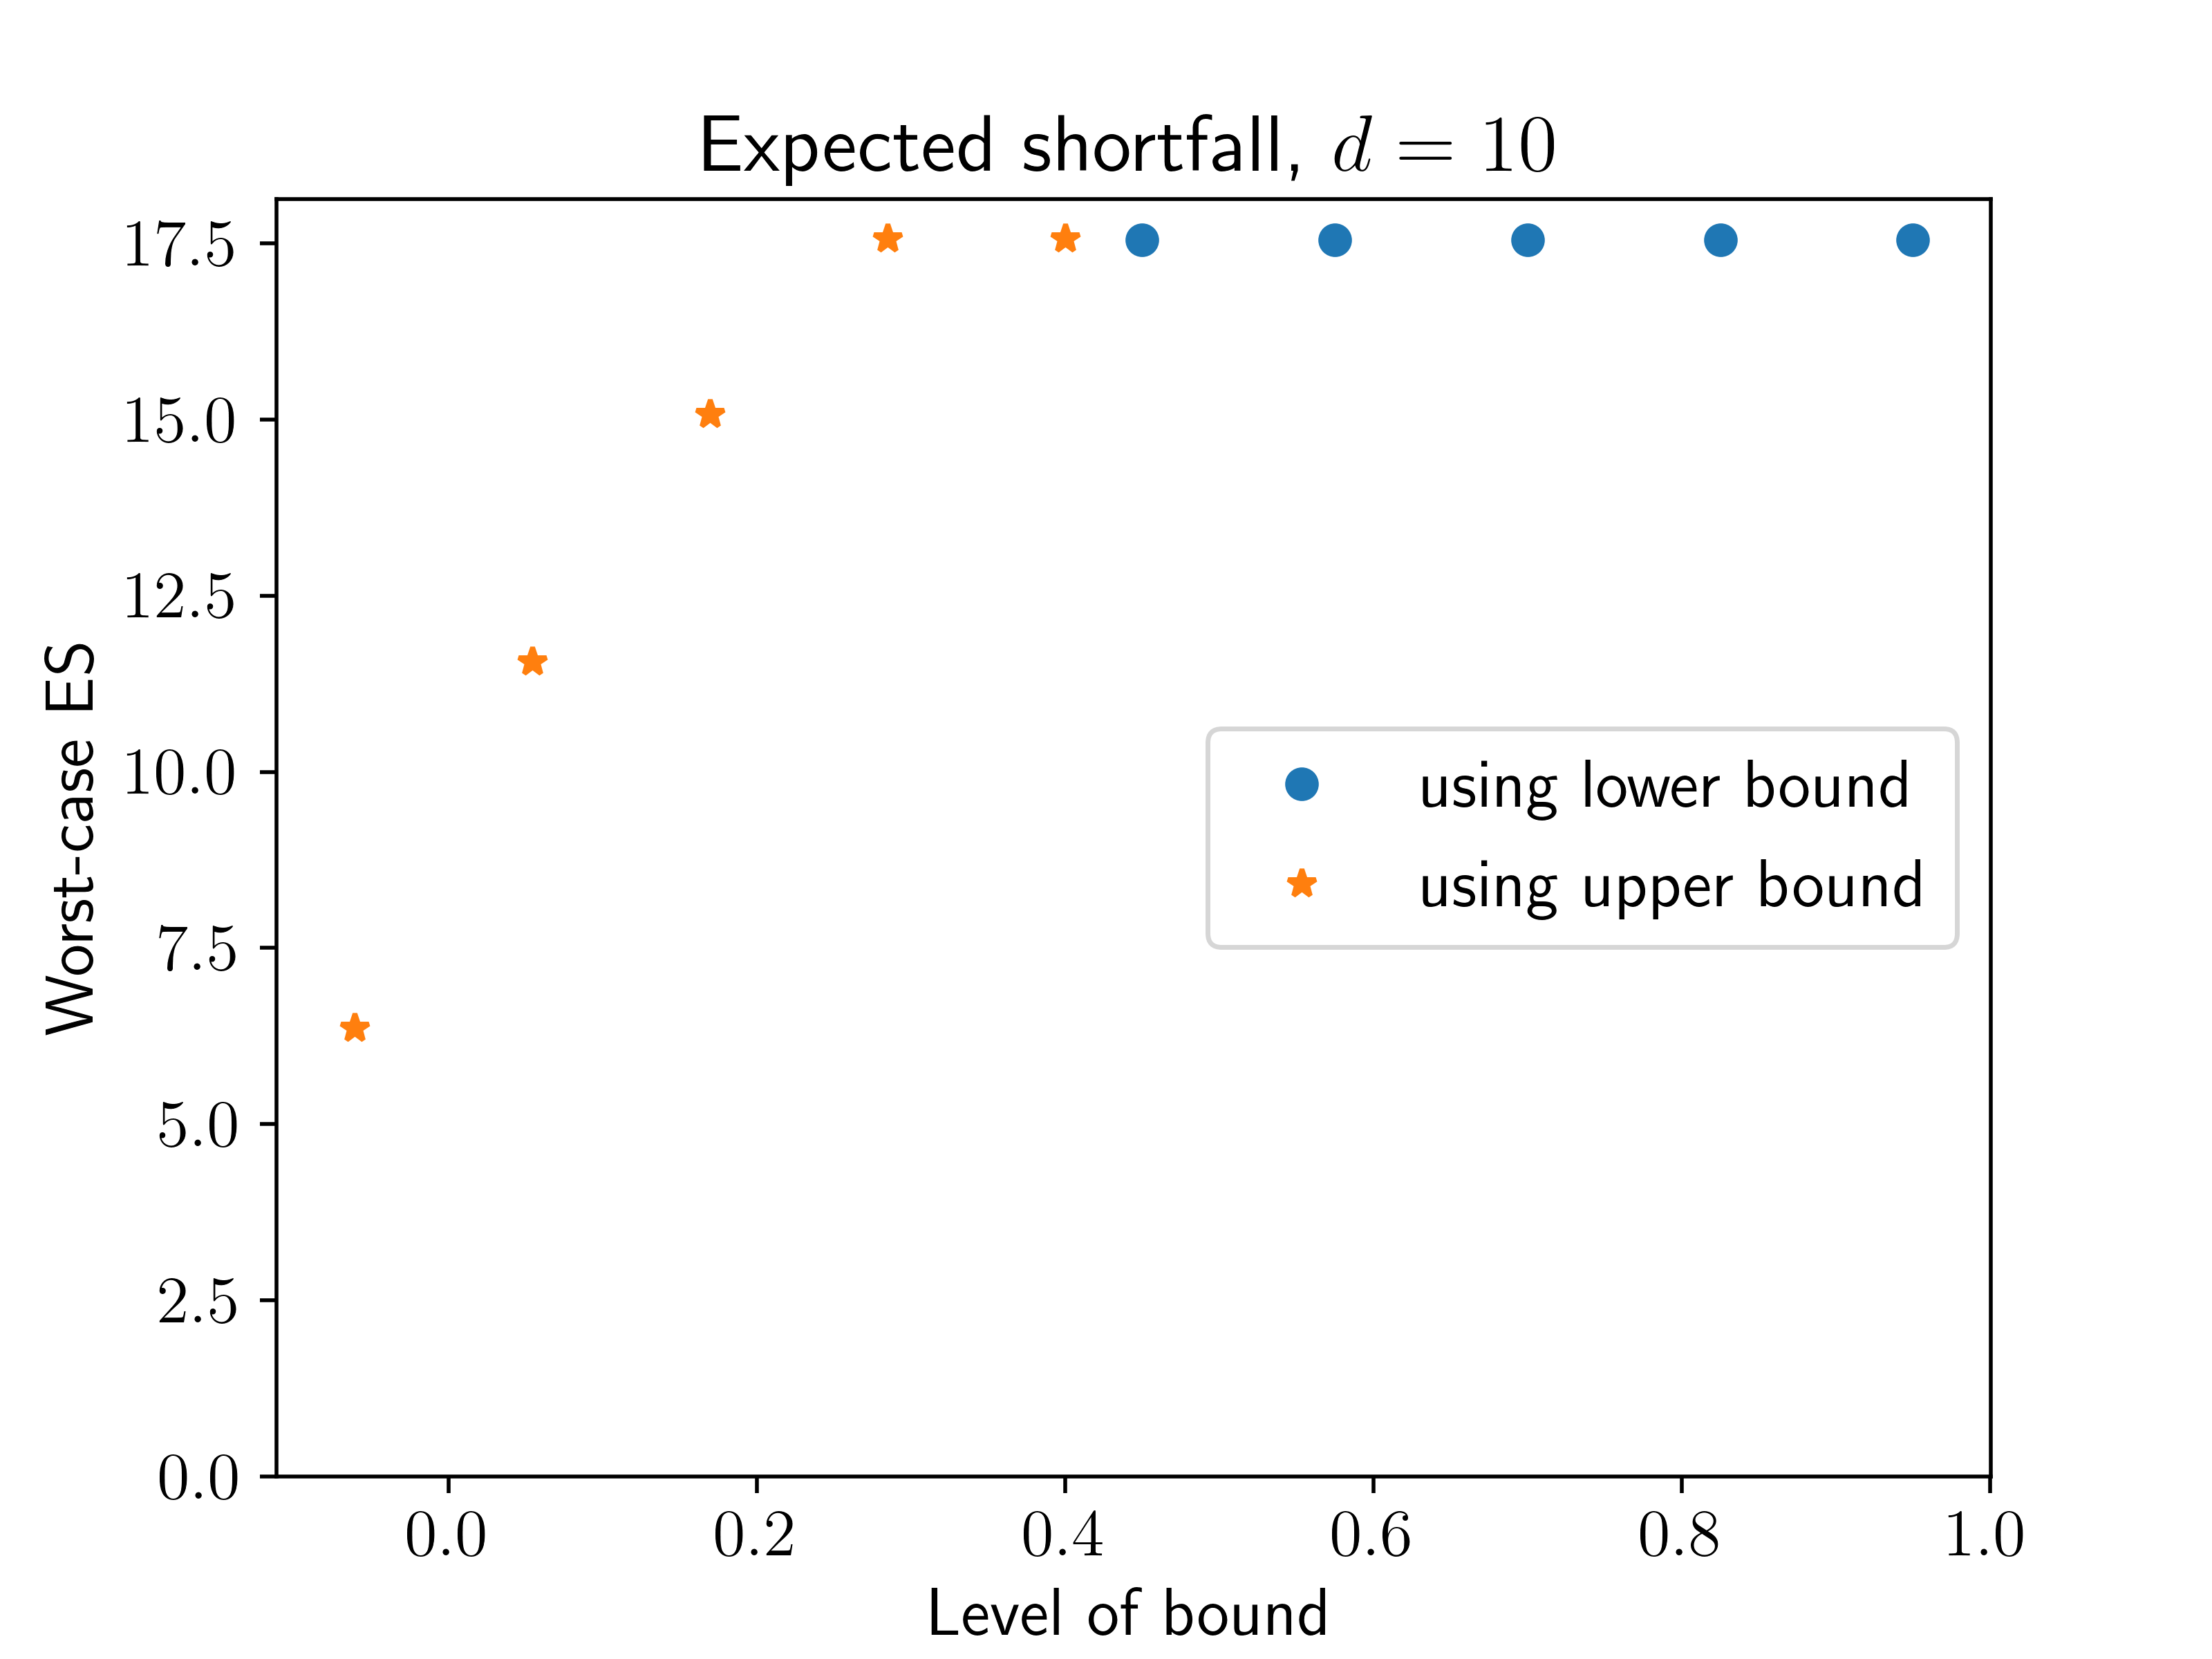 Expected shortfall, d = 10
17.5
15.0
12.5
10.0
7.5
5.0
2.5
0.0
Worst-case ES
using lower bound
using upper bound
0.0 0.2 0.4 0.6 0.8 1.0
Level of bound